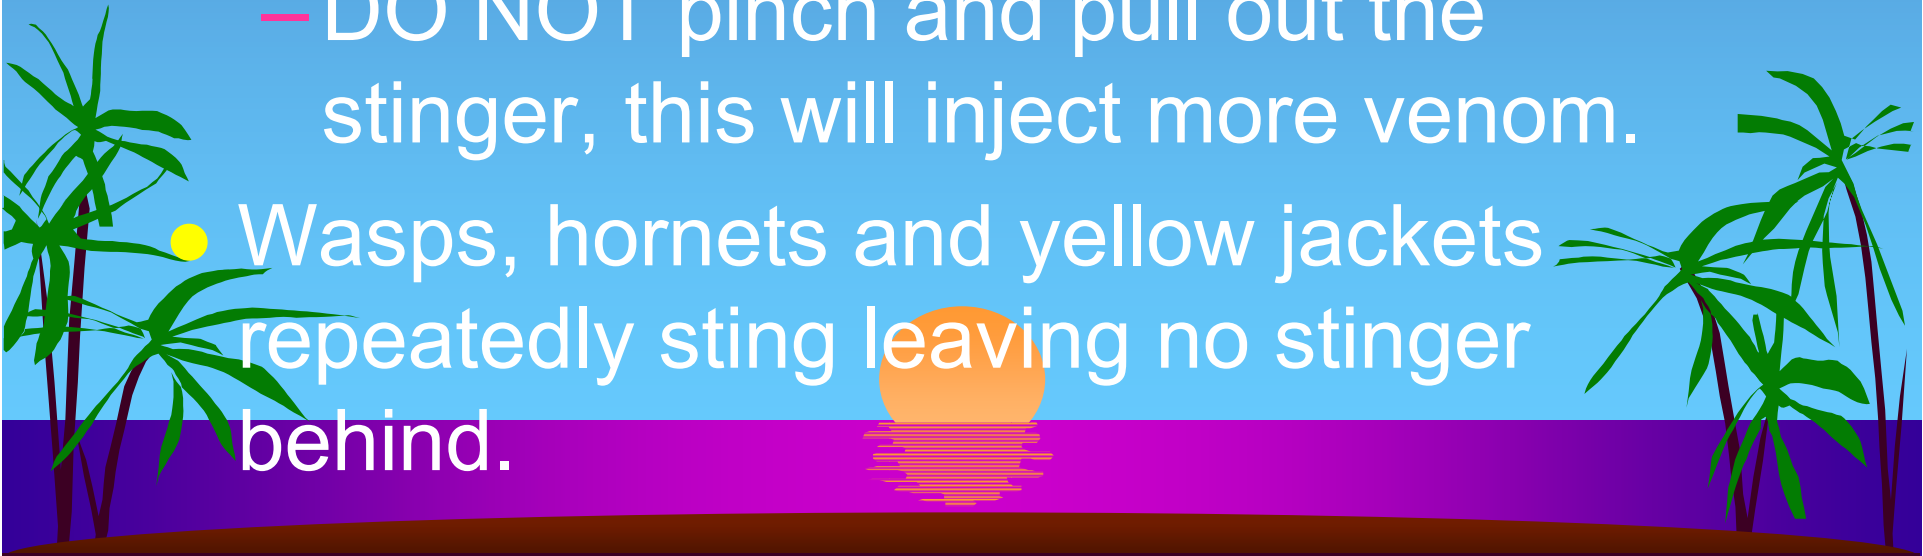 – DO NOT pinch and pull out the
stinger, this will inject more venom.
• Wasps, hornets and yellow jackets
repeatedly sting leaving no stinger
behind.